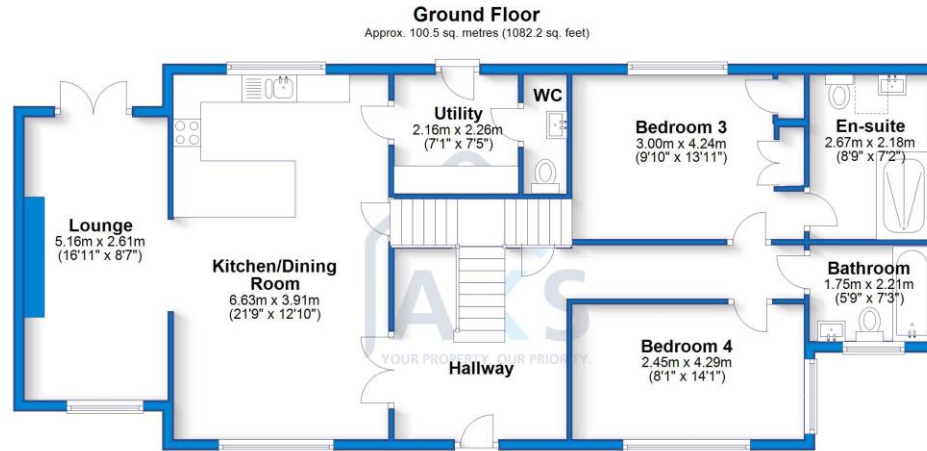 Ground Floor
Approx. 100.5 sq. metres (1082.2 sq. feet)
Utility
2.16m x 2.26m
(7'1" x 7'5")
WC
Bedroom 3
3.00m x 4.24m
(9'10" x 13'11")
En-suite
2.67m x 2.18m
(8'9" x 7'2")
Lounge
5.16m x 2.61m
(16'11" x 8'7")
Kitchen/Dining
Room
6.63m x 3.91m
(21'9" x 12'10")
Bathroom
1.75m x 2.21m
(5'9" x 7'3")
AKS
YOUR PROPERTY, OUR PRIORITY.
Hallway
Bedroom 4
2.45m x 4.29m
(8'1" x 14'1")